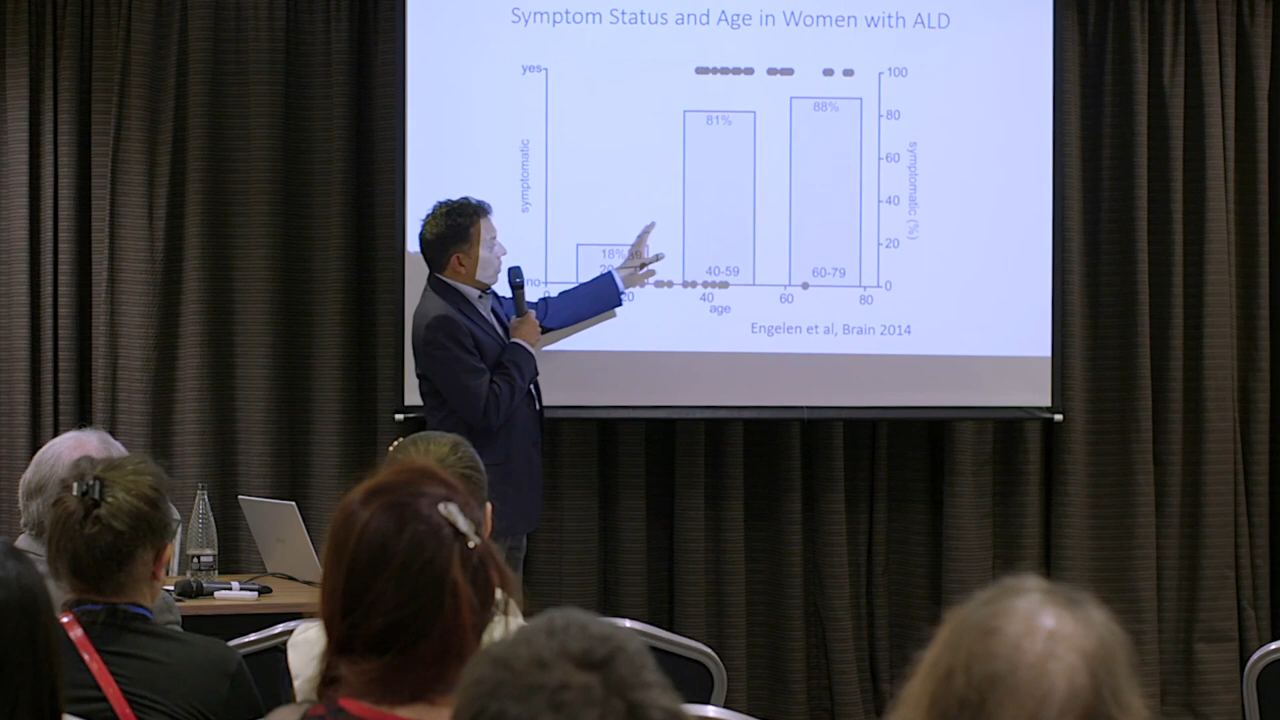 Symptom Status and Age in Women with ALD
yes
100
81%
88%
80
60
symptomatic
symptomatic (%)
40
20
18%
40-59
60-79
no
0
20
40
60
80
0
age
Engelen et al, Brain 2014